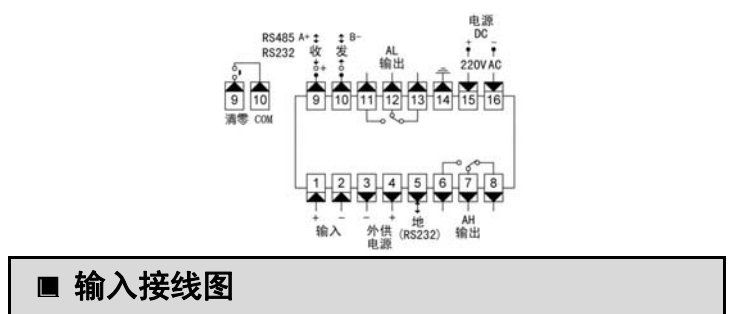 电源
DC
+ -
220V AC
RS485 A+ B-
RS232 收 发
+
AL
输出
9 10
清零 COM
9 10 11 12 13 14 15 16
1 2 3 4 5 6 7 8
+ - - +
输入
外供
电源
地
(RS232)
AH
输出
■ 输入接线图